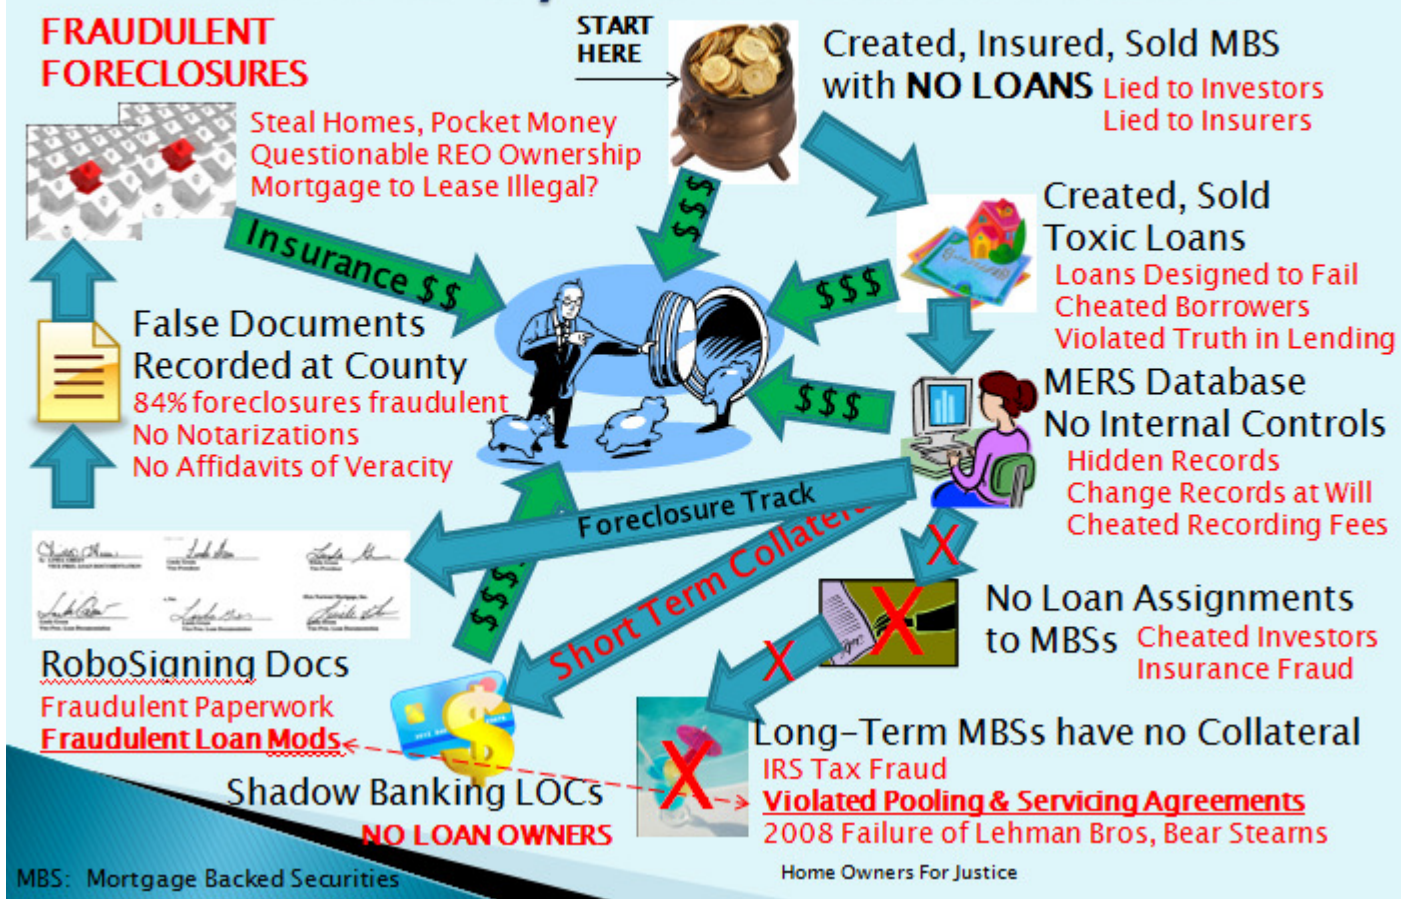 FRAUDULENT
FORECLOSURES
Steal Homes, Pocket Money
Questionable REO Ownership
Mortgage to Lease Illegal?
START
HERE
Created, Insured, Sold MBS
with NO LOANS Lied to Investors
Lied to Insurers
$$$
Created, Sold
Toxic Loans
Loans Designed to Fail
Cheated Borrowers
Violated Truth in Lending
$$$
Insurance $$
False Documents
Recorded at County
84% foreclosures fraudulent
No Notarizations
No Affidavits of Veracity
MERS Database
No Internal Controls
Hidden Records
Change Records at Will
Cheated Recording Fees
$$$
Foreclosure Track
Short Term Collatera
$$$
X
X
X
No Loan Assignments
to MBSs Cheated Investors
Insurance Fraud
RoboSigning Docs
Fraudulent Paperwork
Fraudulent Loan Mods
Shadow Banking LOCs
NO LOAN OWNERS
X
Long-Term MBSs have no Collateral
IRS Tax Fraud
Violated Pooling & Servicing Agreements
2008 Failure of Lehman Bros, Bear Stearns
MBS: Mortgage Backed Securities
Home Owners For Justice